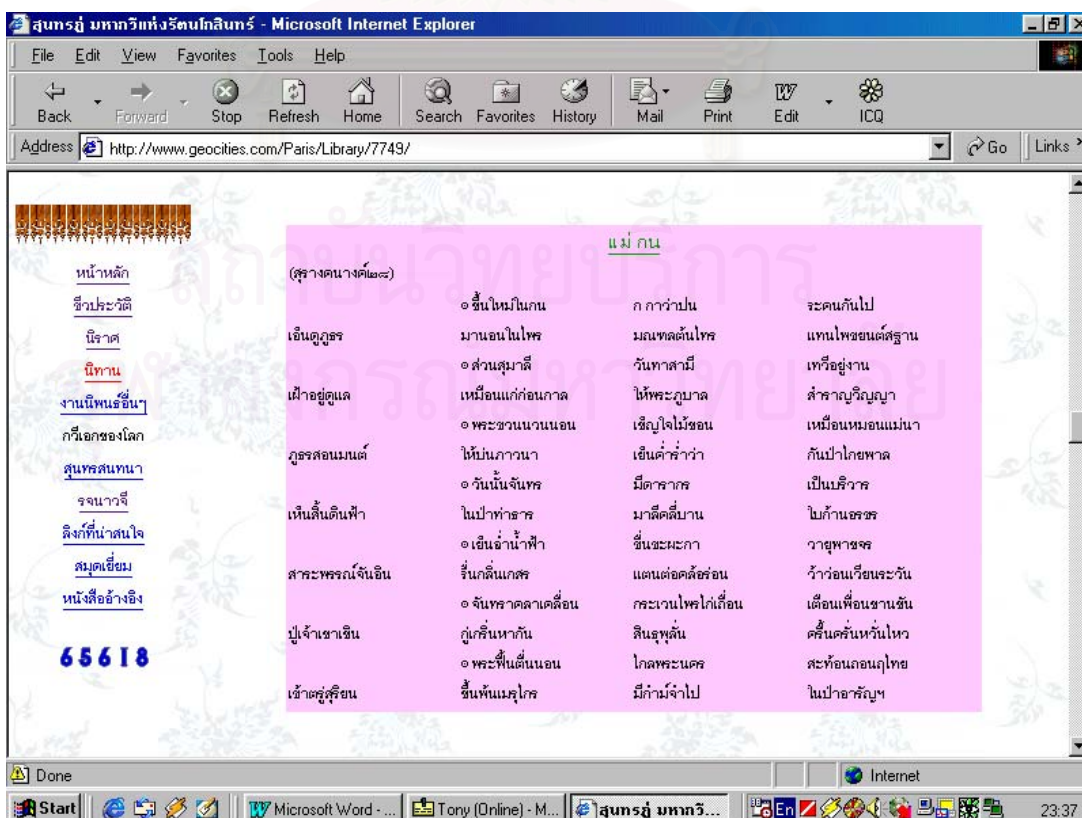 สุนทรภู่ มหากวีแห่งรัตนโกสินทร์ - Microsoft Internet Explorer
File Edit View Favorites Tools Help
Back Forward Stop Refresh Home Search Favorites History Mail Print Edit ICQ
Address http://www.geocities.com/Paris/Library/7749/ Go Links
หน้าหลัก
ชีวประวัติ
นิราศ
นิทาน
งานนิพนธ์อื่นๆ
กวีเอกของโลก
สุนทรสนทนา
รจนาวจี
ลิงก์ที่น่าสนใจ
สมุดเยี่ยม
หนังสืออ้างอิง
65618
แม่ กน
(สุรางคนางค์๒๘)
๏ ขึ้นใหม่ในกน ก กาว่าปน ระคนกันไป
เอ็นดูภูธร มานอนในไพร มณฑลต้นไทร แทนไพชยนต์สฐาน
๏ ส่วนสุมาลี วันทาสามี เทวีอยู่งาน
เฝ้าอยู่ดูแล เหมือนแก่ก่อนกาล ให้พระภูบาล สำราญวิญญา
๏ พระชวนนวนนอน เข็ญใจไม้ขอน เหมือนหมอนแม่นา
ภูธรสอนมนต์ ให้บ่นภาวนา เย็นค่ำร่ำว่า กันป่าไภยพาล
๏ วันนั้นจันทร มีดารากร เป็นบริวาร
เห็นสิ้นดินฟ้า ในป่าท่าธาร มาลีคลี่บาน ใบก้านอรชร
๏ เย็นฉ่ำน้ำฟ้า ชื่นชะผะกา วายุพาขจร
สาระพรรณ์จันอิน รื่นกลิ่นเกสร แตนต่อคล้อร่อน ว้าว่อนเวียนระวัน
๏ จันทราคลาเคลื่อน กระเวนไพรไก่เถื่อน เตือนเพื่อนขานขัน
ปู่เจ้าเขาเขิน กู่เกริ่นหากัน สินธุพุลั่น ครื้นครั่นหวั่นไหว
๏ พระฟื้นตื่นนอน ไกลพระนคร สะท้อนถอนฤไทย
เช้าตรู่สุริยน ขึ้นพ้นเมรุไกร มีกำม์จำไป ในป่าอารัญฯ
Done Internet
Start Microsoft Word - ... Tony (Online) - M... สุนทรภู่ มหากวี... En 23:37